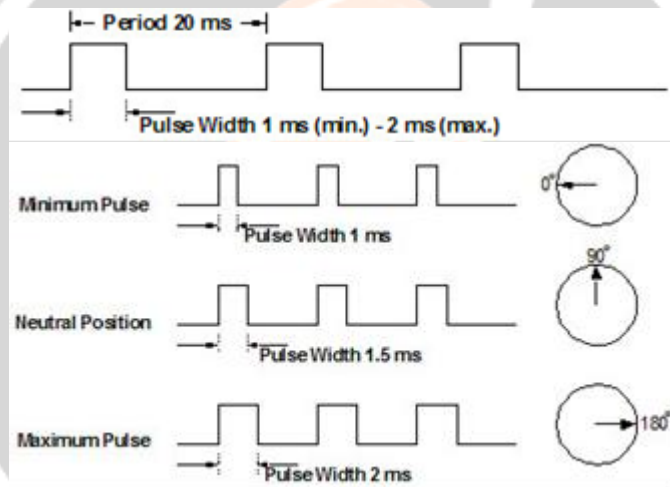 Period 20 ms
Pulse Width 1 ms (min.) - 2 ms (max.)
Minimum Pulse
Pulse Width 1 ms
0°
Neutral Position
Pulse Width 1.5 ms
90°
Maximum Pulse
Pulse Width 2 ms
180°